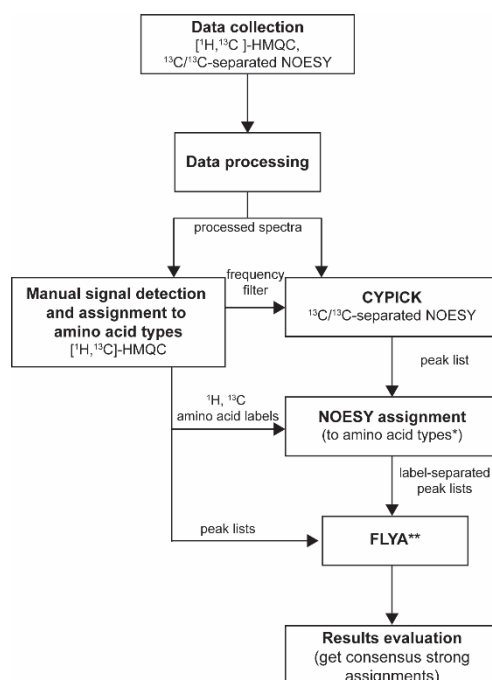 Data collection
[¹H,¹³C ]-HMQC,
¹³C/¹³C-separated NOESY
Data processing
processed spectra
frequency
filter
Manual signal detection
and assignment to
amino acid types
[¹H,¹³C]-HMQC
CYPICK
¹³C/¹³C-separated NOESY
peak list
¹H, ¹³C
amino acid labels
NOESY assignment
(to amino acid types*)
label-separated
peak lists
peak lists
FLYA**
Results evaluation
(get consensus strong
assignments)